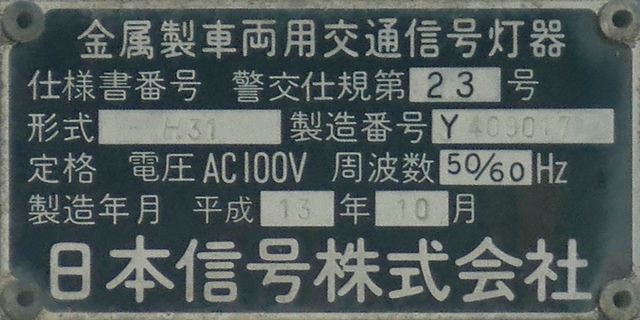 金属製車両用交通信号灯器
仕様書番号 警交仕規第 23 号
形式 H31 製造番号 Y 409017
定格 電圧 AC100V 周波数 50/60 Hz
製造年月 平成 13 年 10 月
日本信号株式会社